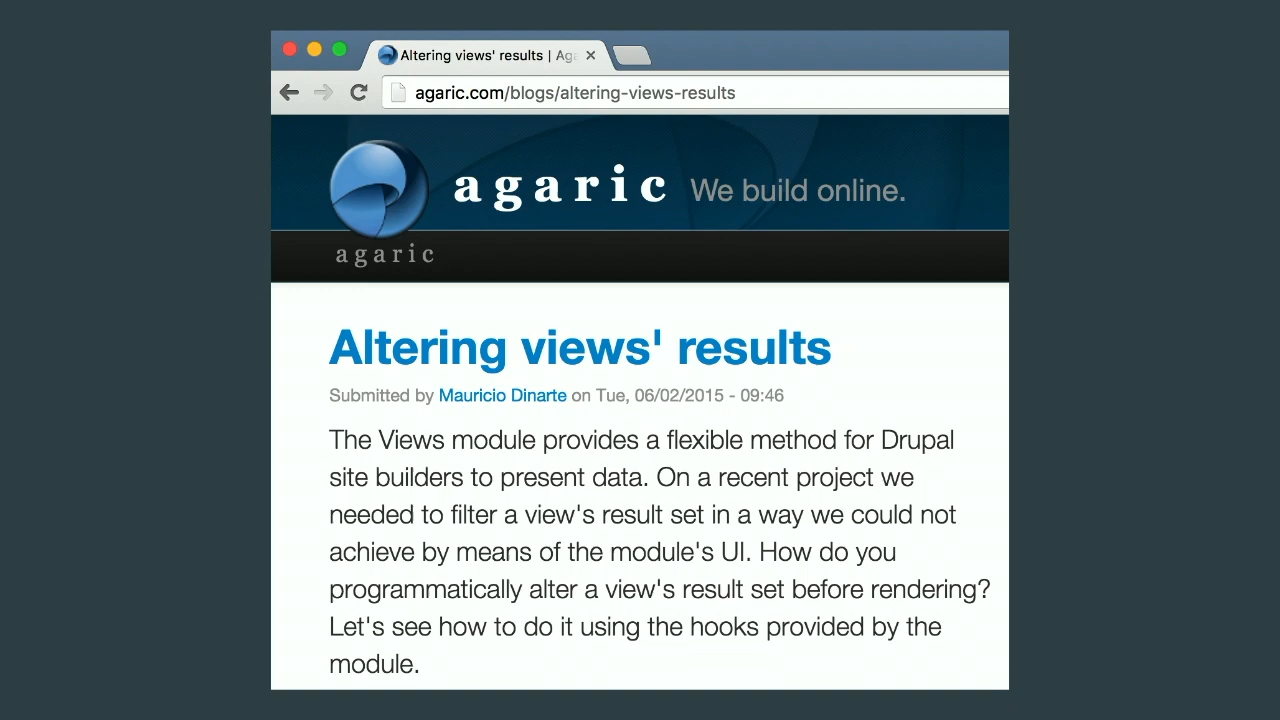 Altering views' results | Aga
agaric.com/blogs/altering-views-results
agaric We build online.
agaric
Altering views' results
Submitted by Mauricio Dinarte on Tue, 06/02/2015 - 09:46
The Views module provides a flexible method for Drupal
site builders to present data. On a recent project we
needed to filter a view's result set in a way we could not
achieve by means of the module's UI. How do you
programmatically alter a view's result set before rendering?
Let's see how to do it using the hooks provided by the
module.